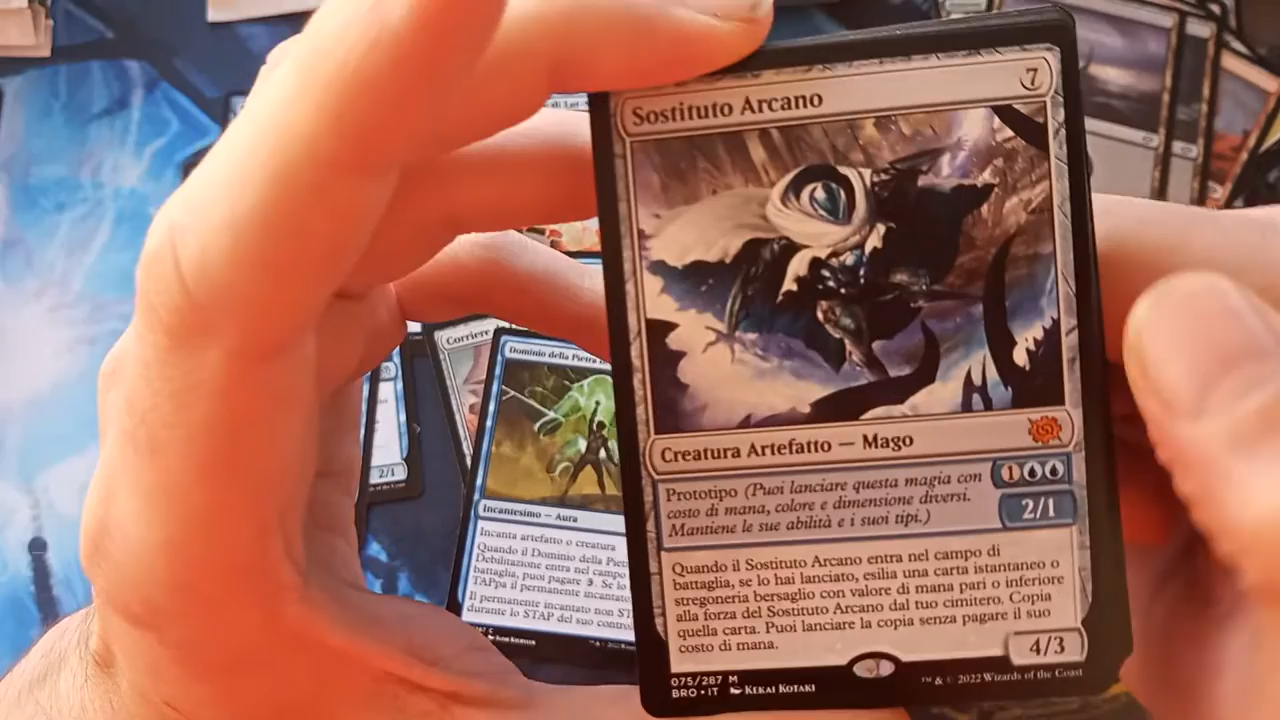 Sostituto Arcano
7
Creatura Artefatto — Mago
Prototipo (Puoi lanciare questa magia con
costo di mana, colore e dimensione diversi.
Mantiene le sue abilità e i suoi tipi.)
1
2/1
Quando il Sostituto Arcano entra nel campo di
battaglia, se lo hai lanciato, esilia una carta istantaneo o
stregoneria bersaglio con valore di mana pari o inferiore
alla forza del Sostituto Arcano dal tuo cimitero. Copia
quella carta. Puoi lanciare la copia senza pagare il suo
costo di mana.
4/3
075/287 M
BRO • IT Kekai Kotaki
™ & © 2022 Wizards of the Coast
Corriere
Dominio della Pietra
Incantesimo — Aura
Incanta artefatto o creatura
Quando il Dominio della Pietra
Debilitazione entra nel campo
battaglia, puoi pagare 3. Se lo
TAPpa il permanente incantato
Il permanente incantato non ST
durante lo STAP del suo control
2/1